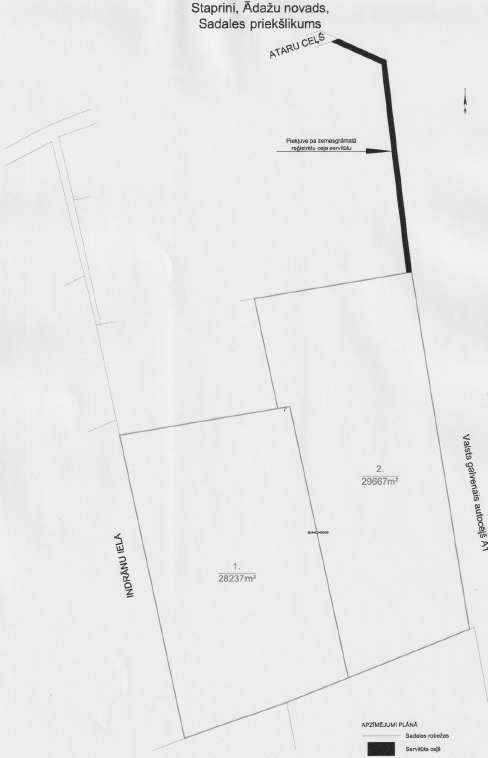 Staprini, Ādažu novads,
Sadales priekšlikums
ATARU CEĻŠ
Piekļuve pa zemesgrāmatā
reģistrētu ceļa servitūtu
2.
29667m²
Valsts galvenais autoceļš A1
INDRĀNU IELA
1.
28237m²
APZĪMĒJUMI PLĀNĀ
Sadales robežas
Servitūta ceļš